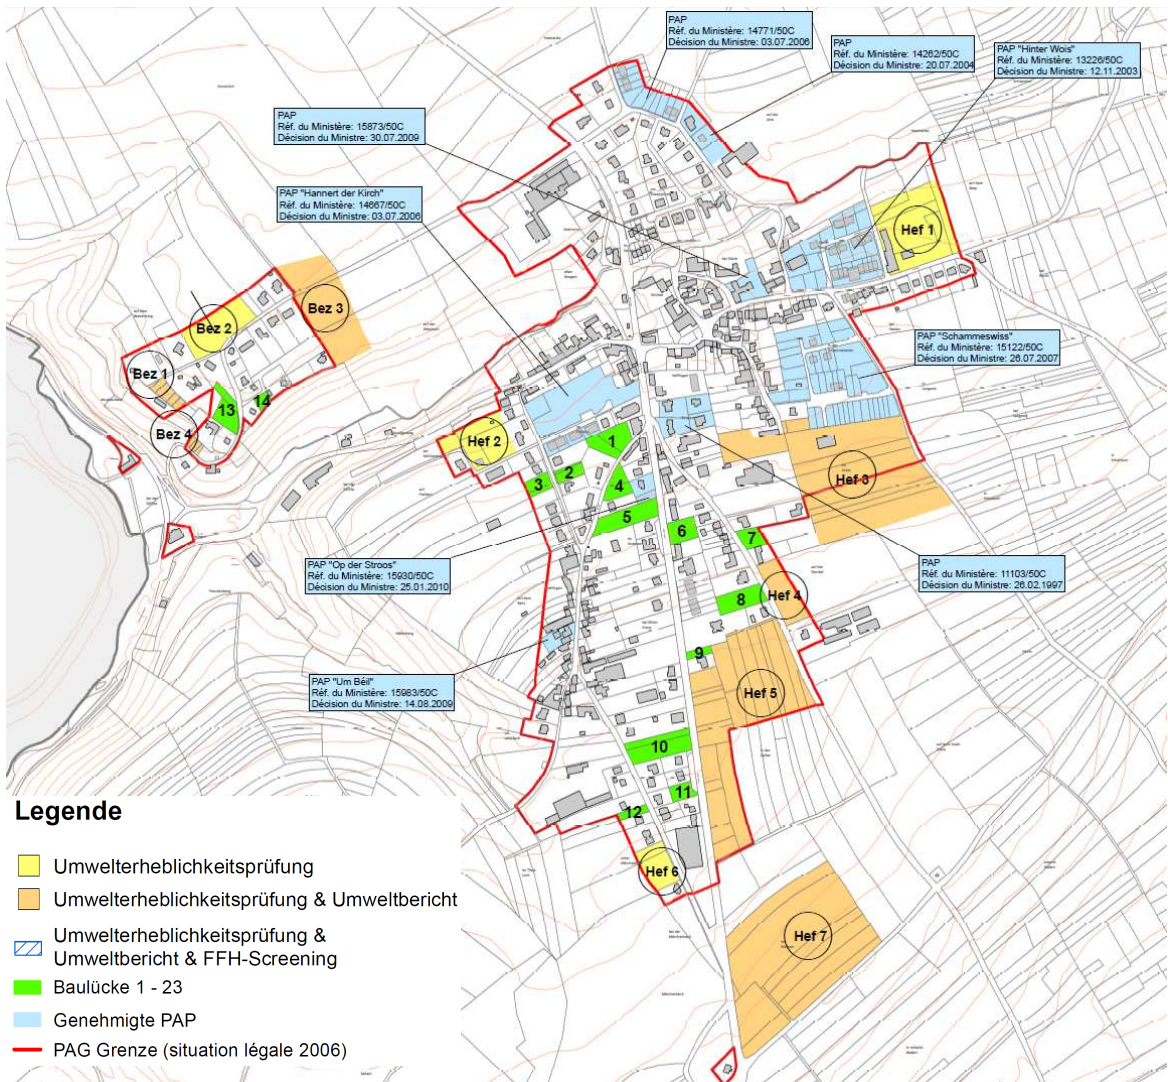 PAP
Réf. du Ministère: 14771/50C
Décision du Ministre: 03.07.2006
PAP
Réf. du Ministère: 14262/50C
Décision du Ministre: 20.07.2004
PAP "Hinter Wois"
Réf. du Ministère: 13226/50C
Décision du Ministre: 12.11.2003
PAP
Réf. du Ministère: 15873/50C
Décision du Ministre: 30.07.2009
PAP "Hannert der Kirch"
Réf. du Ministère: 14667/50C
Décision du Ministre: 03.07.2006
Hef 1
Bez 3
Bez 2
PAP "Schammeswiss"
Réf. du Ministère: 15122/50C
Décision du Ministre: 26.07.2007
Bez 1
13
14
Bez 4
Hef 2
1
2
3
4
Hef 3
5
6
7
PAP "Op der Stroos"
Réf. du Ministère: 15930/50C
Décision du Ministre: 25.01.2010
PAP
Réf. du Ministère: 11103/50C
Décision du Ministre: 26.02.1997
8
Hef 4
9
PAP "Um Béil"
Réf. du Ministère: 15983/50C
Décision du Ministre: 14.08.2009
Hef 5
10
11
12
Hef 6
Hef 7
Legende
Umwelterheblichkeitsprüfung
Umwelterheblichkeitsprüfung & Umweltbericht
Umwelterheblichkeitsprüfung &
Umweltbericht & FFH-Screening
Baulücke 1 - 23
Genehmigte PAP
PAG Grenze (situation légale 2006)